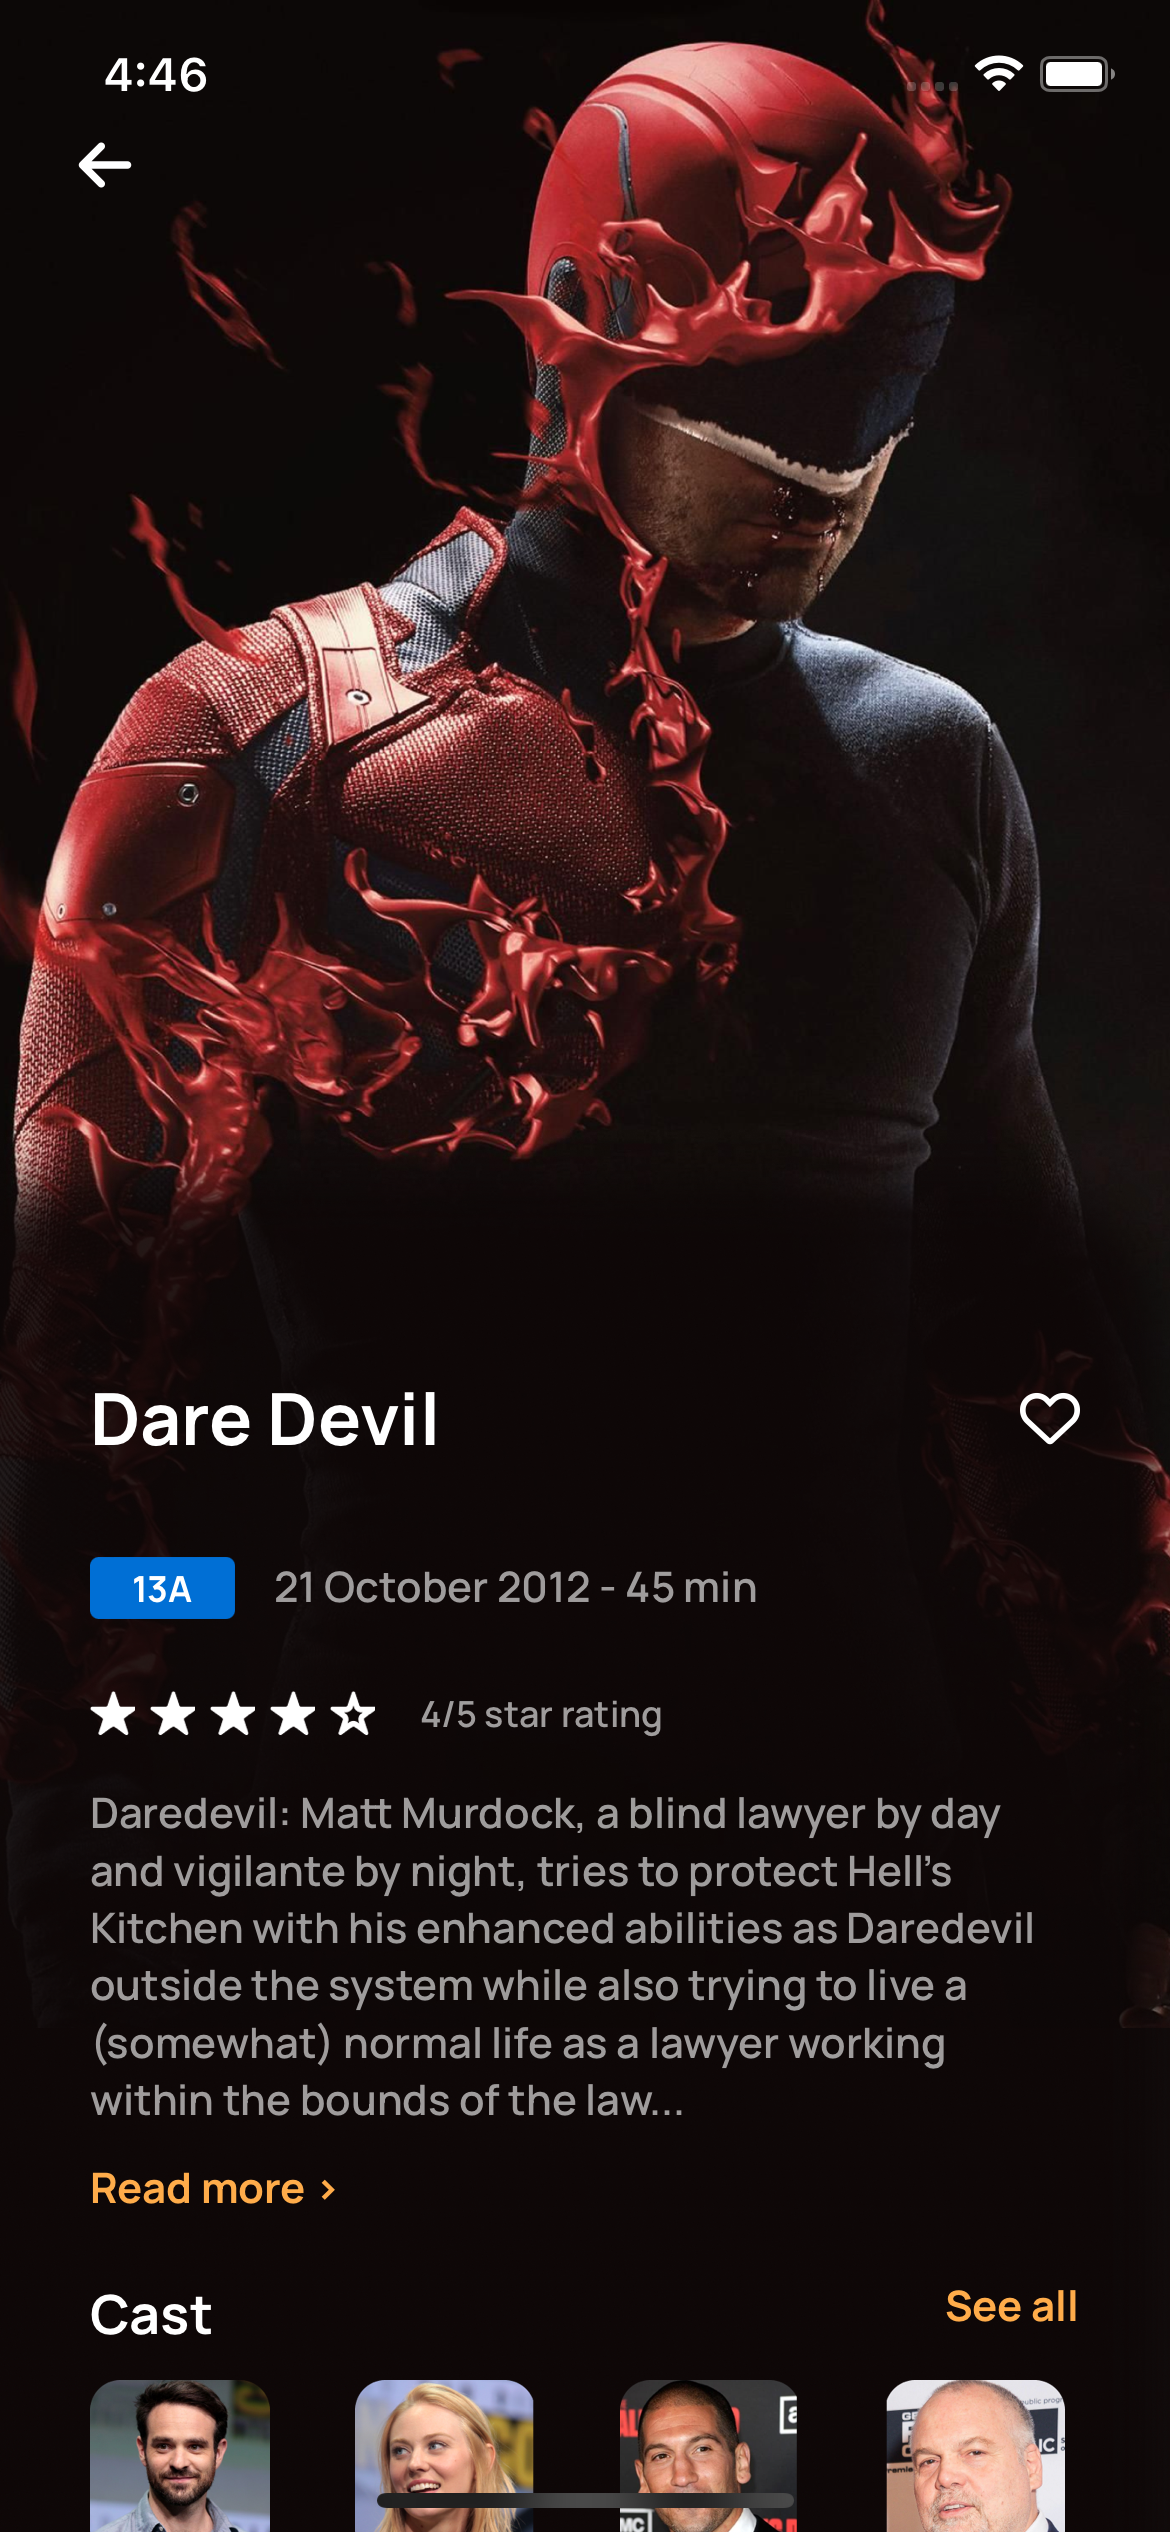 4:46
Dare Devil
13A
21 October 2012 - 45 min
4/5 star rating
Daredevil: Matt Murdock, a blind lawyer by day
and vigilante by night, tries to protect Hell’s
Kitchen with his enhanced abilities as Daredevil
outside the system while also trying to live a
(somewhat) normal life as a lawyer working
within the bounds of the law...
Read more ›
Cast
See all